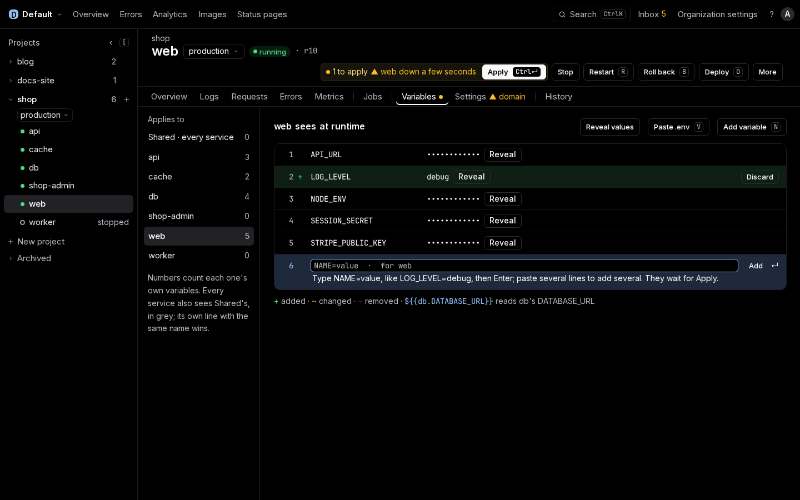 D Default Overview Errors Analytics Images Status pages Search Ctrl K Inbox 5 Organization settings ? A
Projects
blog 2
docs-site 1
shop 6 +
production
api
cache
db
shop-admin
web
worker stopped
+ New project
Archived
shop
web production running · r10
1 to apply ▲ web down a few seconds Apply Ctrl↵ Stop Restart R Roll back B Deploy D More
Overview Logs Requests Errors Metrics Jobs Variables Settings ▲ domain History
Applies to
Shared · every service 0
api 3
cache 2
db 4
shop-admin 0
web 5
worker 0
Numbers count each one's
own variables. Every
service also sees Shared's,
in grey; its own line with the
same name wins.
web sees at runtime Reveal values Paste .env V Add variable N
1 API_URL •••••••••••• Reveal
2 + LOG_LEVEL debug Reveal Discard
3 NODE_ENV •••••••••••• Reveal
4 SESSION_SECRET •••••••••••• Reveal
5 STRIPE_PUBLIC_KEY •••••••••••• Reveal
6 NAME=value · for web Add ↵
Type NAME=value, like LOG_LEVEL=debug, then Enter; paste several lines to add several. They wait for Apply.
+ added · ~ changed · − removed · ${{db.DATABASE_URL}} reads db's DATABASE_URL